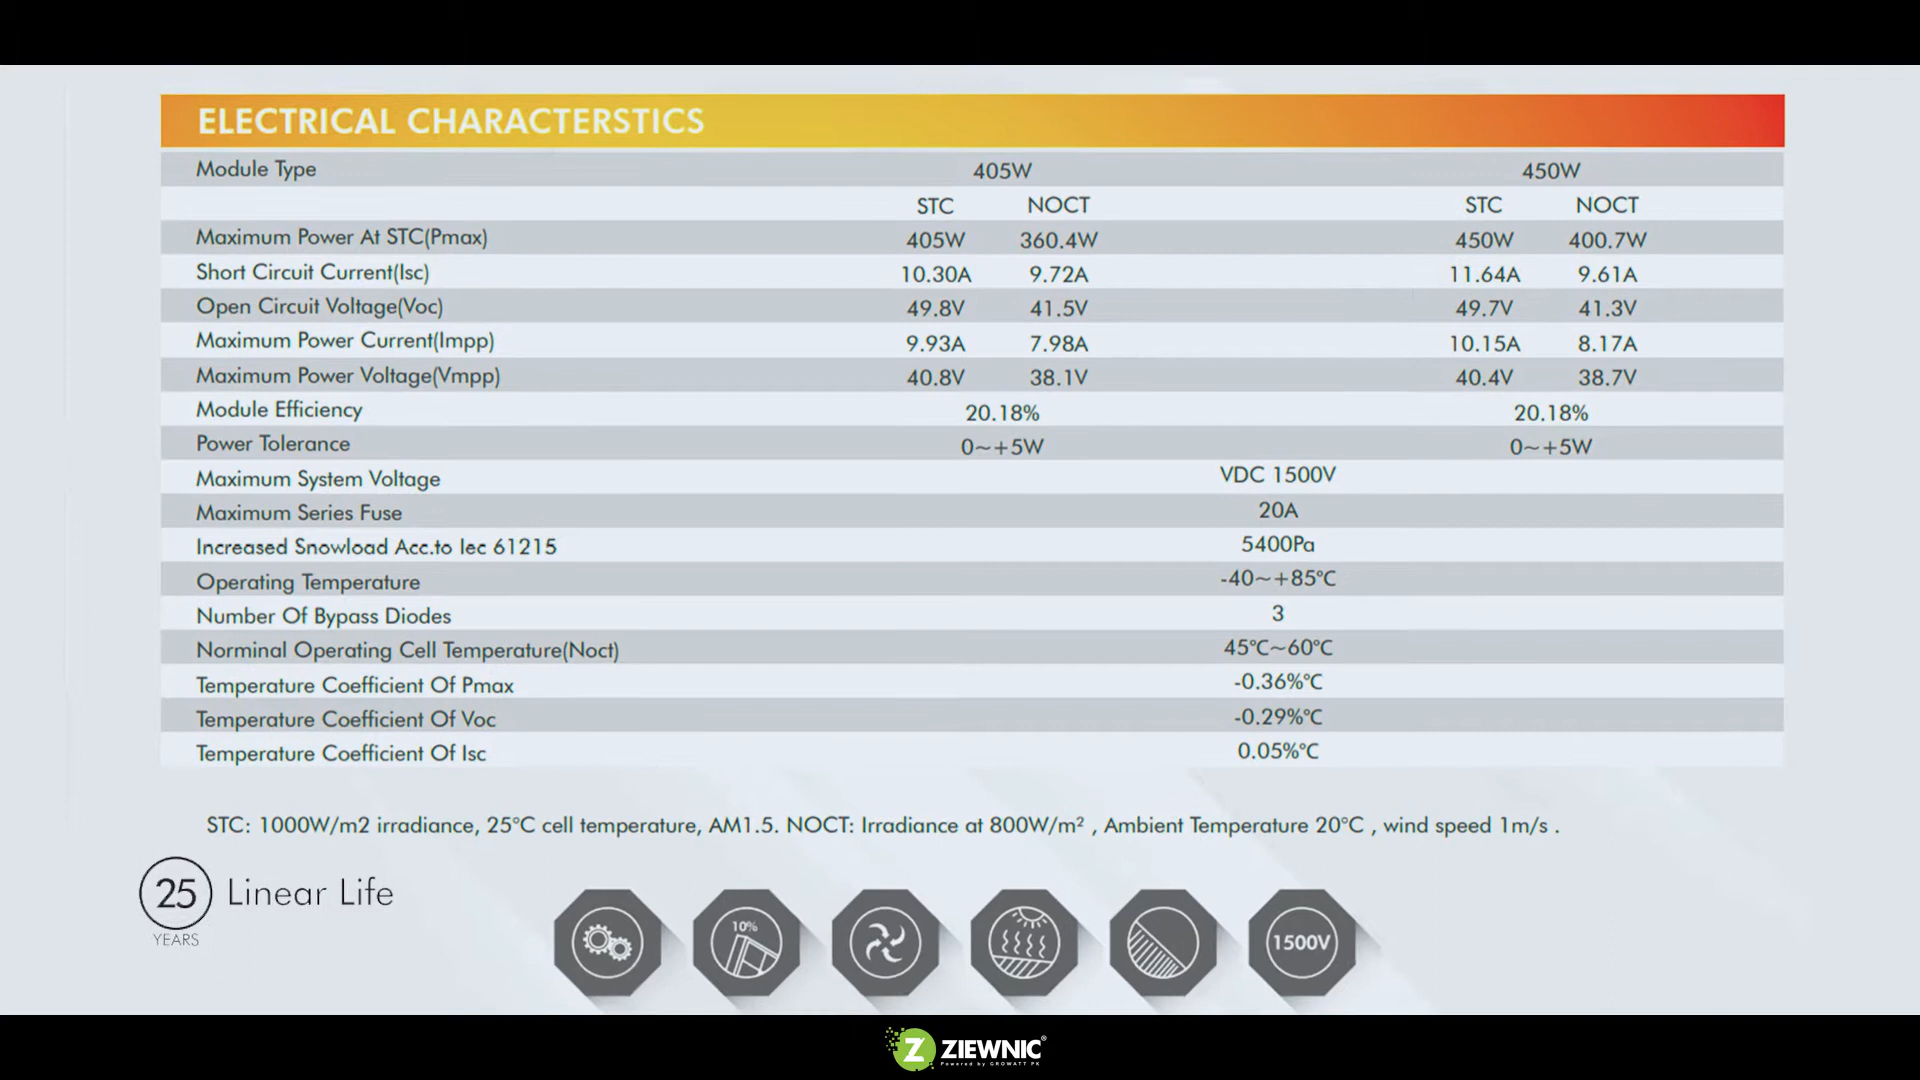 ELECTRICAL CHARACTERSTICS
Module Type 405W 450W
STC NOCT STC NOCT
Maximum Power At STC(Pmax) 405W 360.4W 450W 400.7W
Short Circuit Current(Isc) 10.30A 9.72A 11.64A 9.61A
Open Circuit Voltage(Voc) 49.8V 41.5V 49.7V 41.3V
Maximum Power Current(Impp) 9.93A 7.98A 10.15A 8.17A
Maximum Power Voltage(Vmpp) 40.8V 38.1V 40.4V 38.7V
Module Efficiency 20.18% 20.18%
Power Tolerance 0~+5W 0~+5W
Maximum System Voltage VDC 1500V
Maximum Series Fuse 20A
Increased Snowload Acc.to Iec 61215 5400Pa
Operating Temperature -40~+85°C
Number Of Bypass Diodes 3
Norminal Operating Cell Temperature(Noct) 45°C~60°C
Temperature Coefficient Of Pmax -0.36%°C
Temperature Coefficient Of Voc -0.29%°C
Temperature Coefficient Of Isc 0.05%°C
STC: 1000W/m2 irradiance, 25°C cell temperature, AM1.5. NOCT: Irradiance at 800W/m² , Ambient Temperature 20°C , wind speed 1m/s .
25 Linear Life
YEARS
10%
1500V
Z ZIEWNIC®
Powered by GROWATT PK